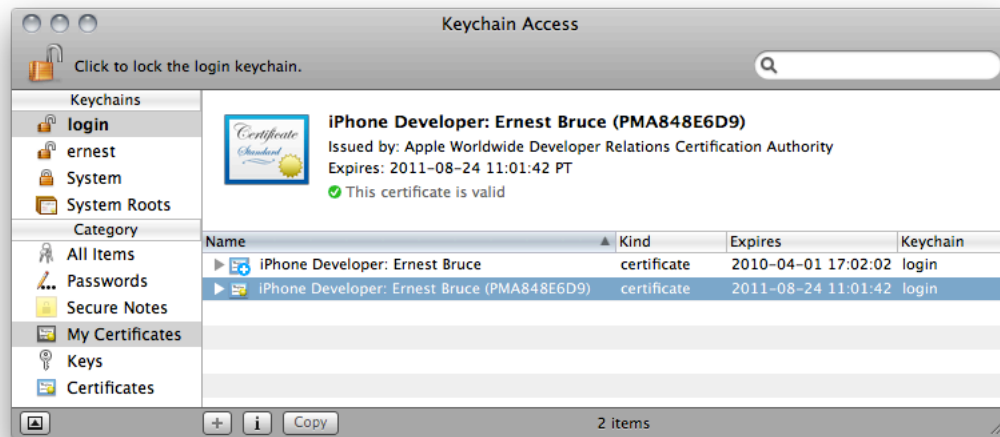 Keychain Access
Click to lock the login keychain.
Keychains
login
ernest
System
System Roots
Category
All Items
Passwords
Secure Notes
My Certificates
Keys
Certificates
Certificate
Standard
iPhone Developer: Ernest Bruce (PMA848E6D9)
Issued by: Apple Worldwide Developer Relations Certification Authority
Expires: 2011-08-24 11:01:42 PT
This certificate is valid
Name Kind Expires Keychain
iPhone Developer: Ernest Bruce certificate 2010-04-01 17:02:02 login
iPhone Developer: Ernest Bruce (PMA848E6D9) certificate 2011-08-24 11:01:42 login
+ i Copy 2 items